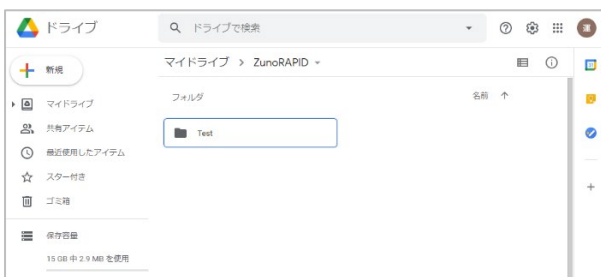 ドライブ
ドライブで検索
運
新規
マイドライブ > ZunoRAPID
マイドライブ
共有アイテム
最近使用したアイテム
スター付き
ゴミ箱
保存容量
15 GB 中 2.9 MB を使用
フォルダ
名前
Test